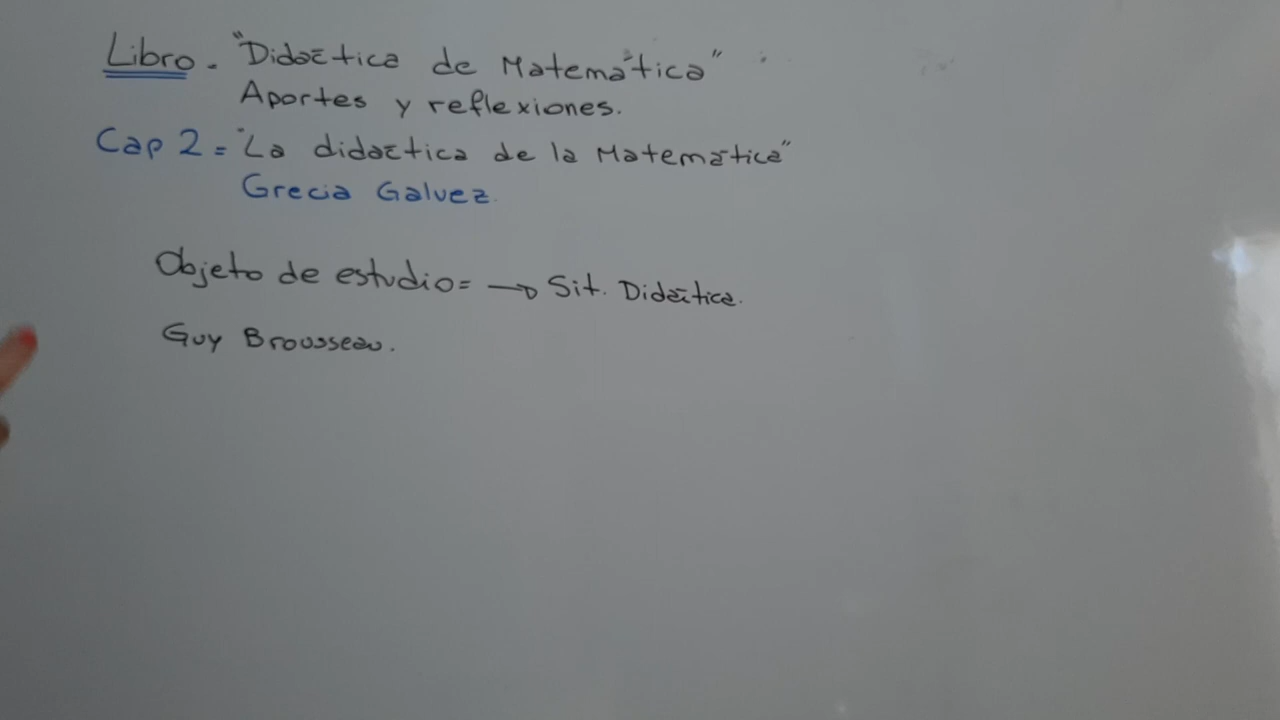 Libro. "Didáctica de Matemática"
Aportes y reflexiones.
Cap 2 = "La didáctica de la Matemática"
Grecia Galvez.
Objeto de estudio = → Sit. Didáctica.
Guy Brousseau.